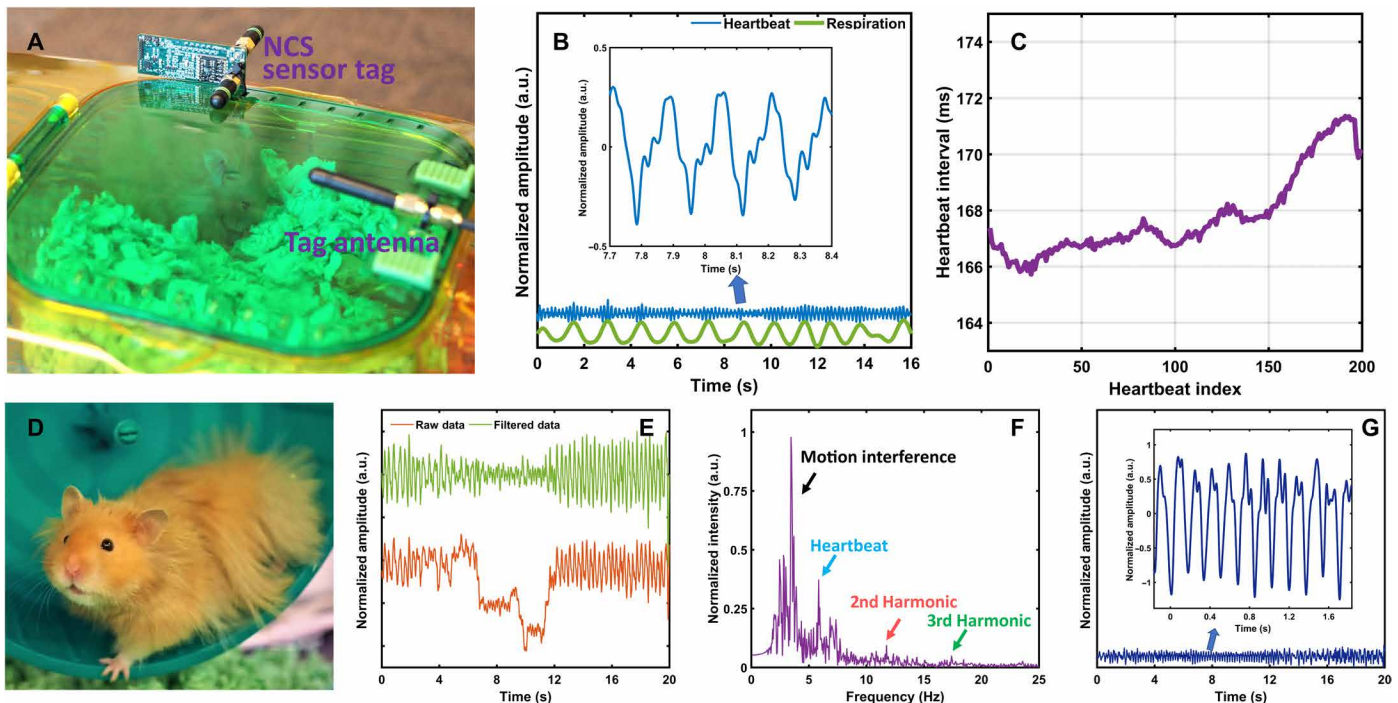 A
NCS
sensor tag
Tag antenna
B
Heartbeat
Respiration
Normalized amplitude (a.u.)
0.5
0
−0.5
Normalized amplitude (a.u.)
7.7 7.8 7.9 8 8.1 8.2 8.3 8.4
Time (s)
0 2 4 6 8 10 12 14 16
Time (s)
C
Heartbeat interval (ms)
174
172
170
168
166
164
0 50 100 150 200
Heartbeat index
D
E
Raw data
Filtered data
Normalized amplitude (a.u.)
0 4 8 12 16 20
Time (s)
F
Motion interference
Heartbeat
2nd Harmonic
3rd Harmonic
Normalized intensity (a.u.)
1
0.75
0.5
0.25
0
0 5 10 15 20 25
Frequency (Hz)
G
Normalized amplitude (a.u.)
Normalized amplitude (a.u.)
1
0.5
0
−0.5
−1
0 0.4 0.8 1.2 1.6
Time (s)
0 4 8 12 16 20
Time (s)